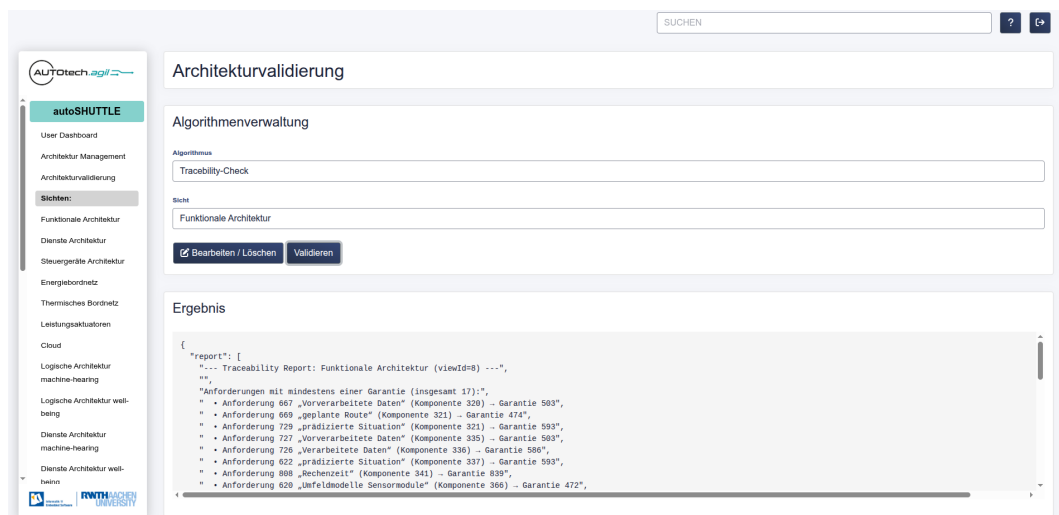 SUCHEN
?
AUTOtech.agil
autoSHUTTLE
User Dashboard
Architektur Management
Architekturvalidierung
Sichten:
Funktionale Architektur
Dienste Architektur
Steuergeräte Architektur
Energiebordnetz
Thermisches Bordnetz
Leistungsaktuatoren
Cloud
Logische Architektur
machine-hearing
Logische Architektur well-
being
Dienste Architektur
machine-hearing
Dienste Architektur well-
being
RWTHAACHEN
UNIVERSITY
Architekturvalidierung
Algorithmenverwaltung
Algorithmus
Tracebility-Check
Sicht
Funktionale Architektur
Bearbeiten / Löschen
Validieren
Ergebnis
{
"report": [
"--- Traceability Report: Funktionale Architektur (viewId=8) ---",
"",
"Anforderungen mit mindestens einer Garantie (insgesamt 17):",
"  • Anforderung 667 „Vorverarbeitete Daten“ (Komponente 320) → Garantie 503",
"  • Anforderung 669 „geplante Route“ (Komponente 321) → Garantie 474",
"  • Anforderung 729 „prädizierte Situation“ (Komponente 321) → Garantie 593",
"  • Anforderung 727 „Vorverarbeitete Daten“ (Komponente 335) → Garantie 503",
"  • Anforderung 726 „Verarbeitete Daten“ (Komponente 336) → Garantie 586",
"  • Anforderung 622 „prädizierte Situation“ (Komponente 337) → Garantie 593",
"  • Anforderung 808 „Rechenzeit“ (Komponente 341) → Garantie 839",
"  • Anforderung 620 „Umfeldmodelle Sensormodule“ (Komponente 366) → Garantie 472",